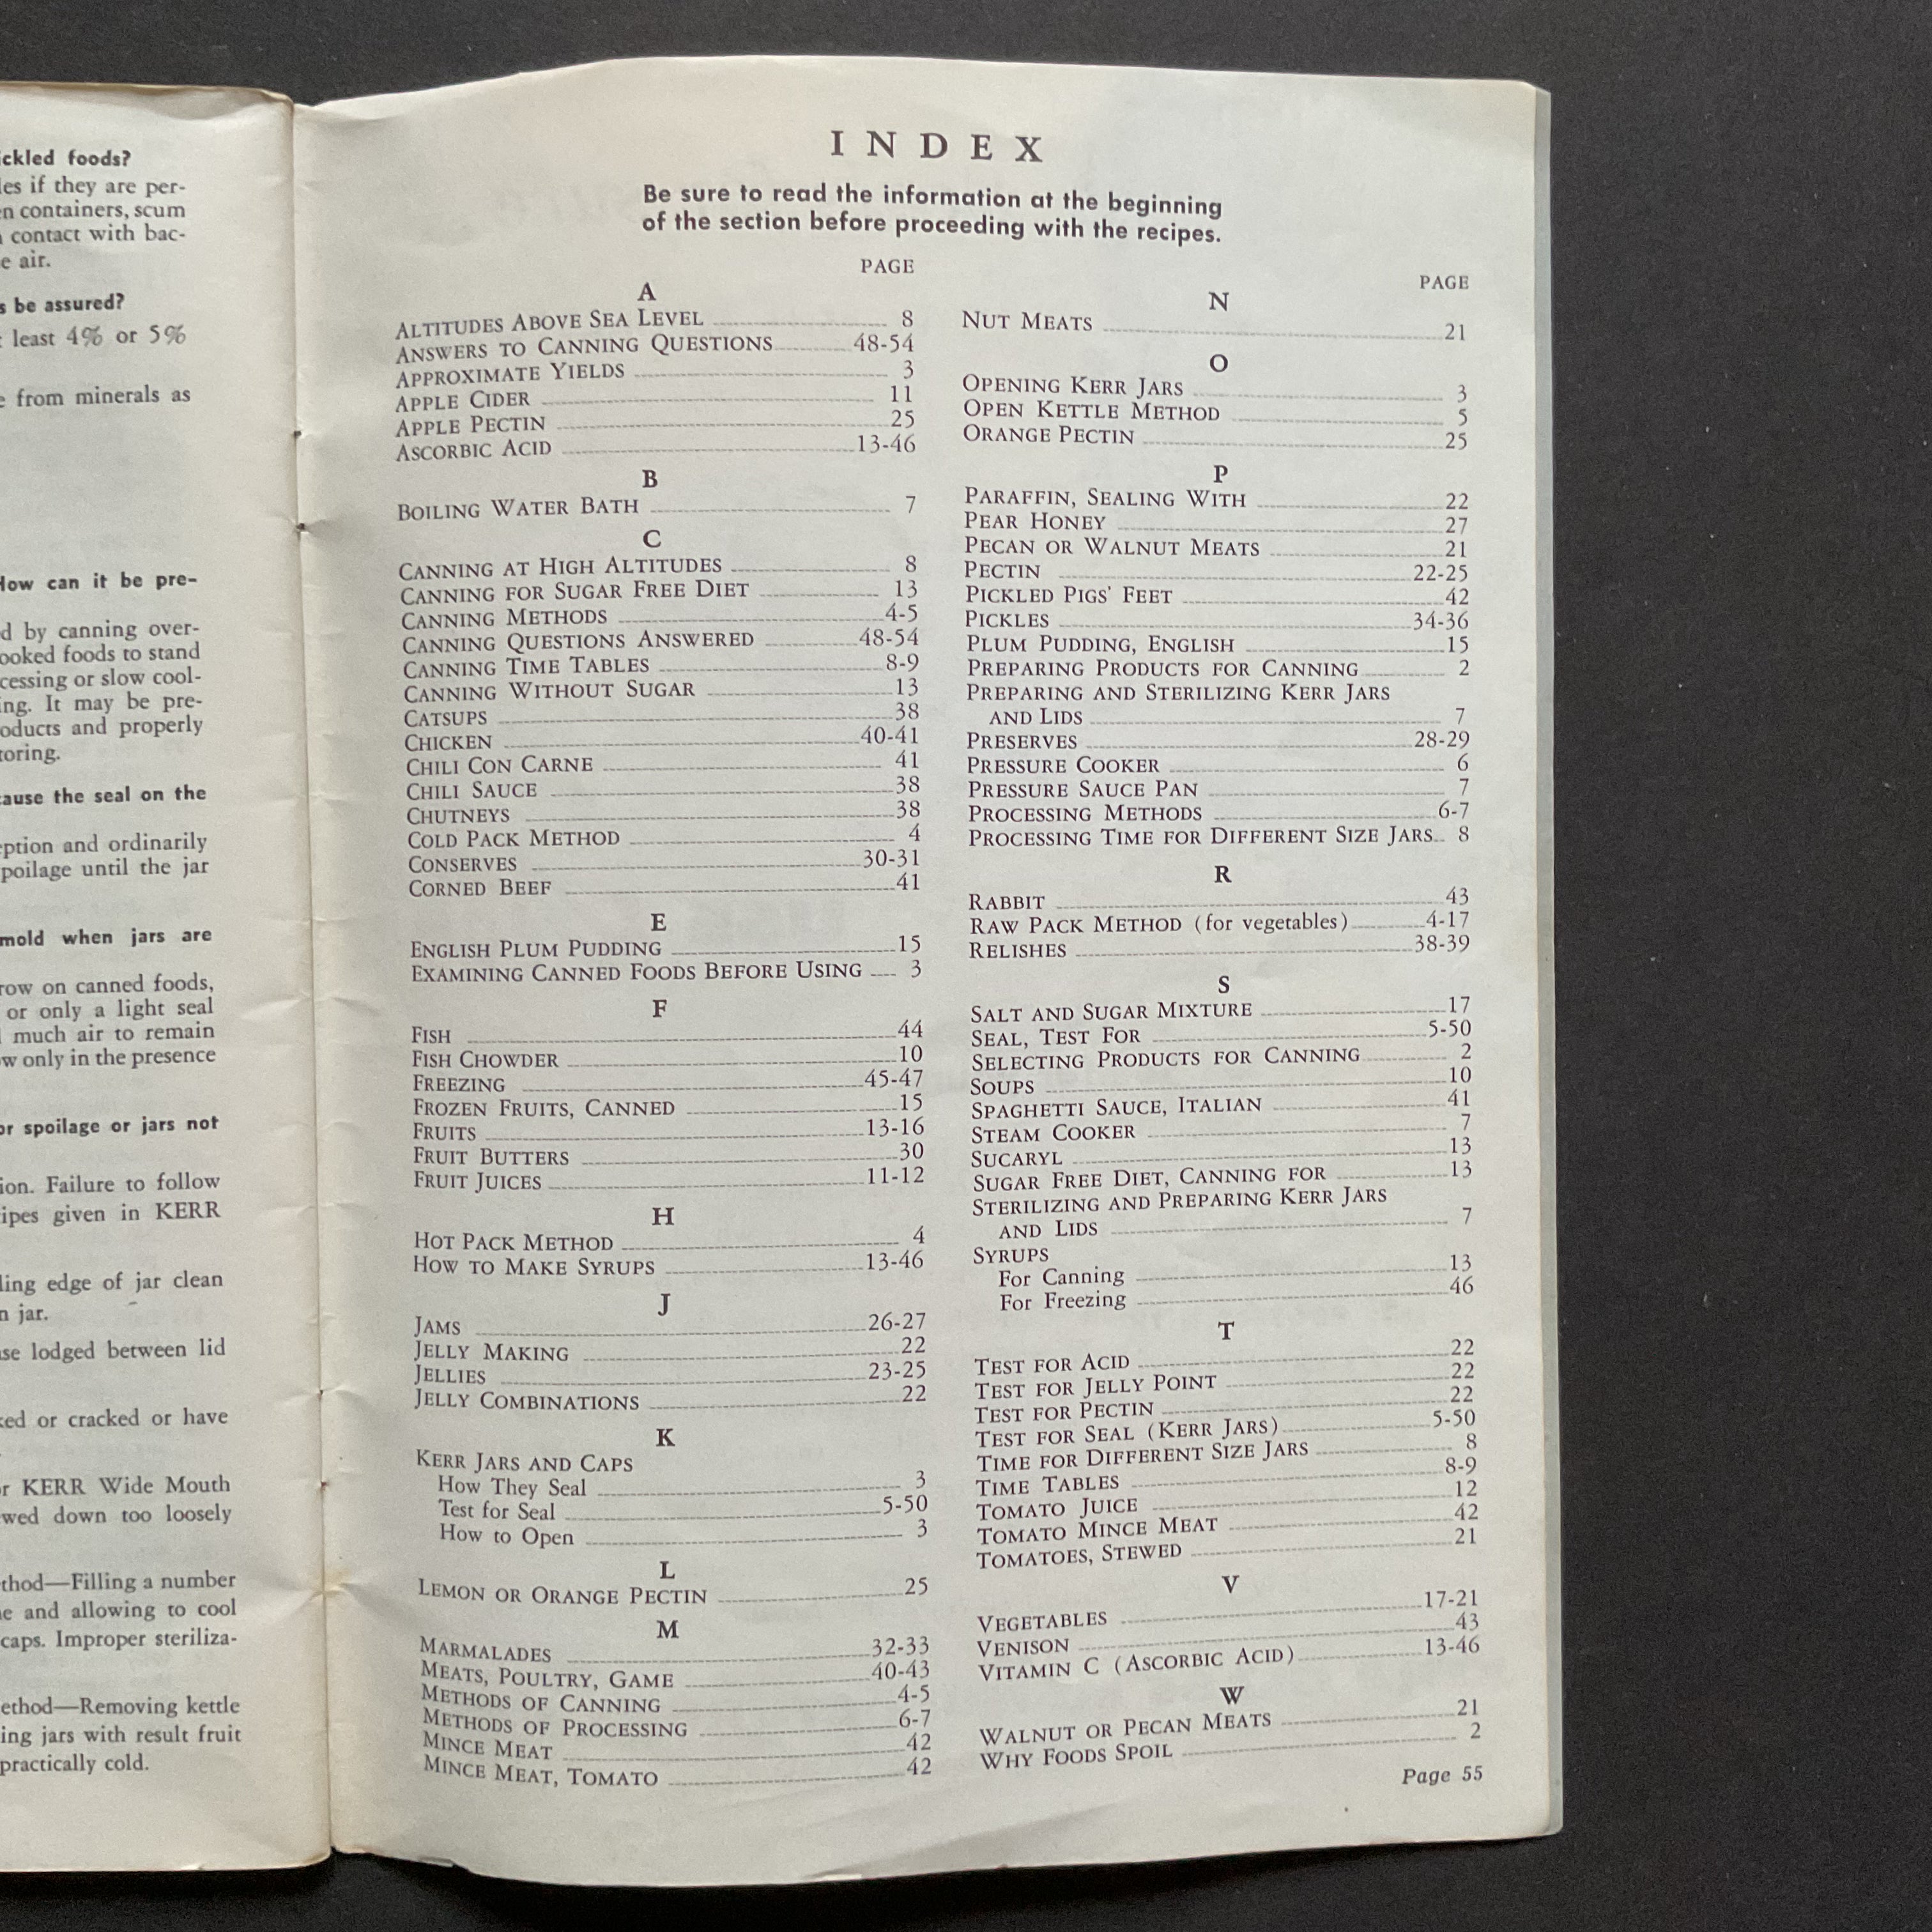 ickled foods?
les if they are per-
en containers, scum
contact with bac-
e air.
s be assured?
least 4% or 5%
from minerals as
How can it be pre-
d by canning over-
ooked foods to stand
cessing or slow cool-
ing. It may be pre-
oducts and properly
toring.
ause the seal on the
eption and ordinarily
poilage until the jar
mold when jars are
row on canned foods,
or only a light seal
much air to remain
w only in the presence
or spoilage or jars not
ion. Failure to follow
ipes given in KERR
ling edge of jar clean
n jar.
se lodged between lid
ked or cracked or have
r KERR Wide Mouth
wed down too loosely
thod—Filling a number
e and allowing to cool
caps. Improper steriliza-
ethod—Removing kettle
ing jars with result fruit
practically cold.
INDEX
Be sure to read the information at the beginning
of the section before proceeding with the recipes.
PAGE
A
ALTITUDES ABOVE SEA LEVEL 8
ANSWERS TO CANNING QUESTIONS 48-54
APPROXIMATE YIELDS 3
APPLE CIDER 11
APPLE PECTIN 25
ASCORBIC ACID 13-46
B
BOILING WATER BATH 7
C
CANNING AT HIGH ALTITUDES 8
CANNING FOR SUGAR FREE DIET 13
CANNING METHODS 4-5
CANNING QUESTIONS ANSWERED 48-54
CANNING TIME TABLES 8-9
CANNING WITHOUT SUGAR 13
CATSUPS 38
CHICKEN 40-41
CHILI CON CARNE 41
CHILI SAUCE 38
CHUTNEYS 38
COLD PACK METHOD 4
CONSERVES 30-31
CORNED BEEF 41
E
ENGLISH PLUM PUDDING 15
EXAMINING CANNED FOODS BEFORE USING 3
F
FISH 44
FISH CHOWDER 10
FREEZING 45-47
FROZEN FRUITS, CANNED 15
FRUITS 13-16
FRUIT BUTTERS 30
FRUIT JUICES 11-12
H
HOT PACK METHOD 4
HOW TO MAKE SYRUPS 13-46
J
JAMS 26-27
JELLY MAKING 22
JELLIES 23-25
JELLY COMBINATIONS 22
K
KERR JARS AND CAPS
How They Seal 3
Test for Seal 5-50
How to Open 3
L
LEMON OR ORANGE PECTIN 25
M
MARMALADES 32-33
MEATS, POULTRY, GAME 40-43
METHODS OF CANNING 4-5
METHODS OF PROCESSING 6-7
MINCE MEAT 42
MINCE MEAT, TOMATO 42
PAGE
N
NUT MEATS 21
O
OPENING KERR JARS 3
OPEN KETTLE METHOD 5
ORANGE PECTIN 25
P
PARAFFIN, SEALING WITH 22
PEAR HONEY 27
PECAN OR WALNUT MEATS 21
PECTIN 22-25
PICKLED PIGS' FEET 42
PICKLES 34-36
PLUM PUDDING, ENGLISH 15
PREPARING PRODUCTS FOR CANNING 2
PREPARING AND STERILIZING KERR JARS
AND LIDS 7
PRESERVES 28-29
PRESSURE COOKER 6
PRESSURE SAUCE PAN 7
PROCESSING METHODS 6-7
PROCESSING TIME FOR DIFFERENT SIZE JARS 8
R
RABBIT 43
RAW PACK METHOD (for vegetables) 4-17
RELISHES 38-39
S
SALT AND SUGAR MIXTURE 17
SEAL, TEST FOR 5-50
SELECTING PRODUCTS FOR CANNING 2
SOUPS 10
SPAGHETTI SAUCE, ITALIAN 41
STEAM COOKER 7
SUCARYL 13
SUGAR FREE DIET, CANNING FOR 13
STERILIZING AND PREPARING KERR JARS
AND LIDS 7
SYRUPS
For Canning 13
For Freezing 46
T
TEST FOR ACID 22
TEST FOR JELLY POINT 22
TEST FOR PECTIN 22
TEST FOR SEAL (KERR JARS) 5-50
TIME FOR DIFFERENT SIZE JARS 8
TIME TABLES 8-9
TOMATO JUICE 12
TOMATO MINCE MEAT 42
TOMATOES, STEWED 21
V
VEGETABLES 17-21
VENISON 43
VITAMIN C (ASCORBIC ACID) 13-46
W
WALNUT OR PECAN MEATS 21
WHY FOODS SPOIL 2
Page 55